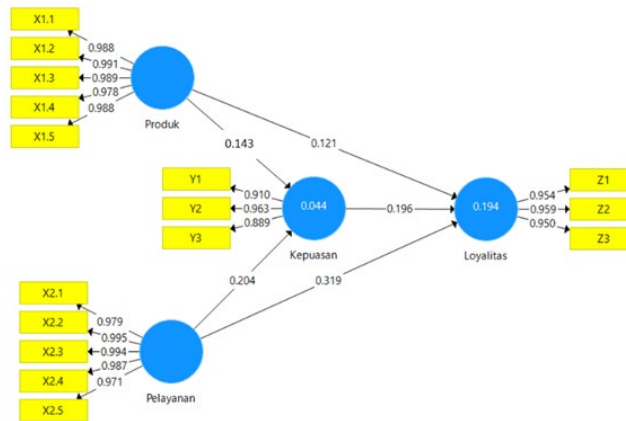 X1.1
X1.2
X1.3
X1.4
X1.5
0.988
0.991
0.989
0.978
0.988
Produk
0.143
0.121
Y1
Y2
Y3
0.910
0.963
0.889
0.044
Kepuasan
0.196
0.194
Loyalitas
0.954
0.959
0.950
Z1
Z2
Z3
0.204
0.319
X2.1
X2.2
X2.3
X2.4
X2.5
0.979
0.995
0.994
0.987
0.971
Pelayanan